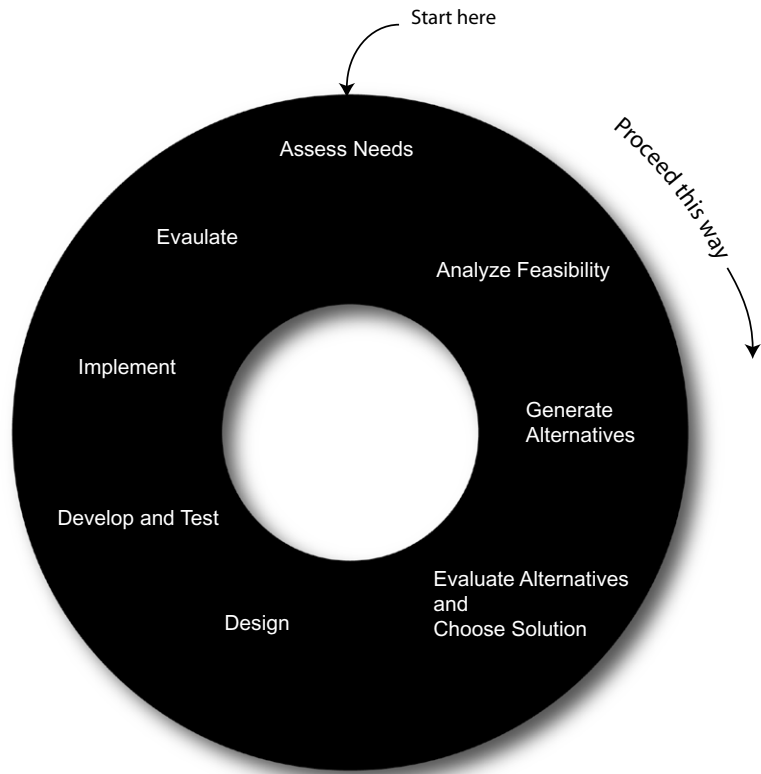 Start here
Proceed this way
Assess Needs
Analyze Feasibility
Generate
Alternatives
Evaluate Alternatives
and
Choose Solution
Design
Develop and Test
Implement
Evaulate